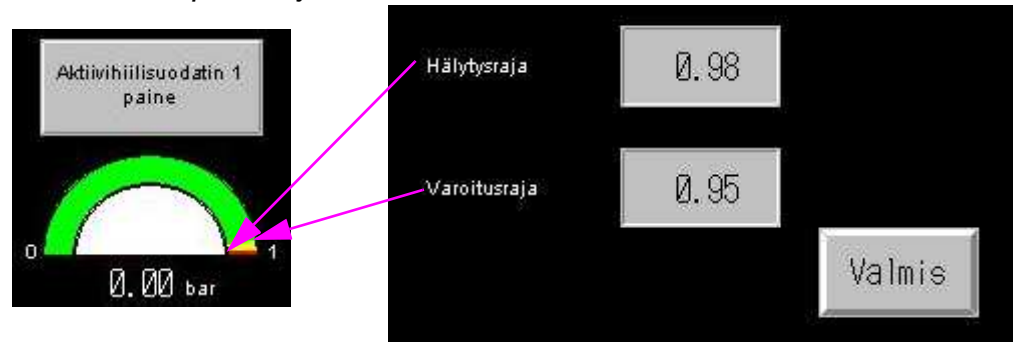 Aktiivihiilisuodatin 1
paine
0
1
0.00 bar
Hälytysraja
0.98
Varoitusraja
0.95
Valmis